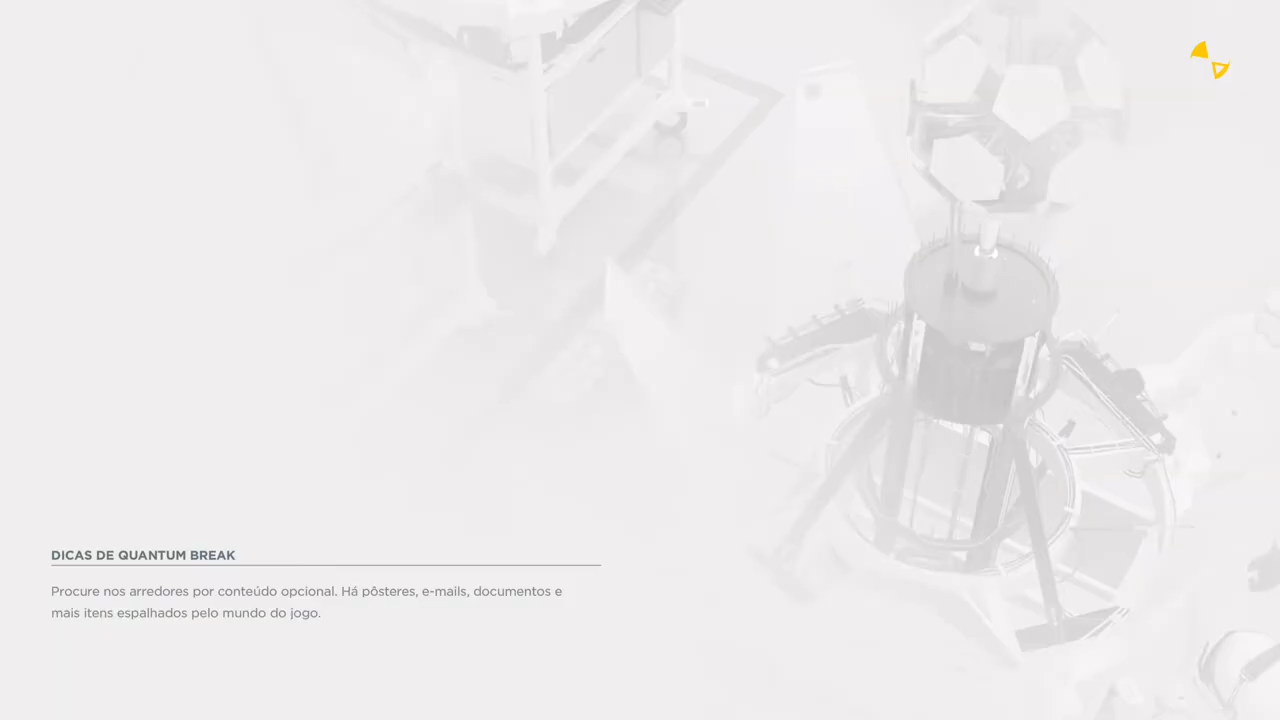 DICAS DE QUANTUM BREAK
Procure nos arredores por conteúdo opcional. Há pôsteres, e-mails, documentos e
mais itens espalhados pelo mundo do jogo.